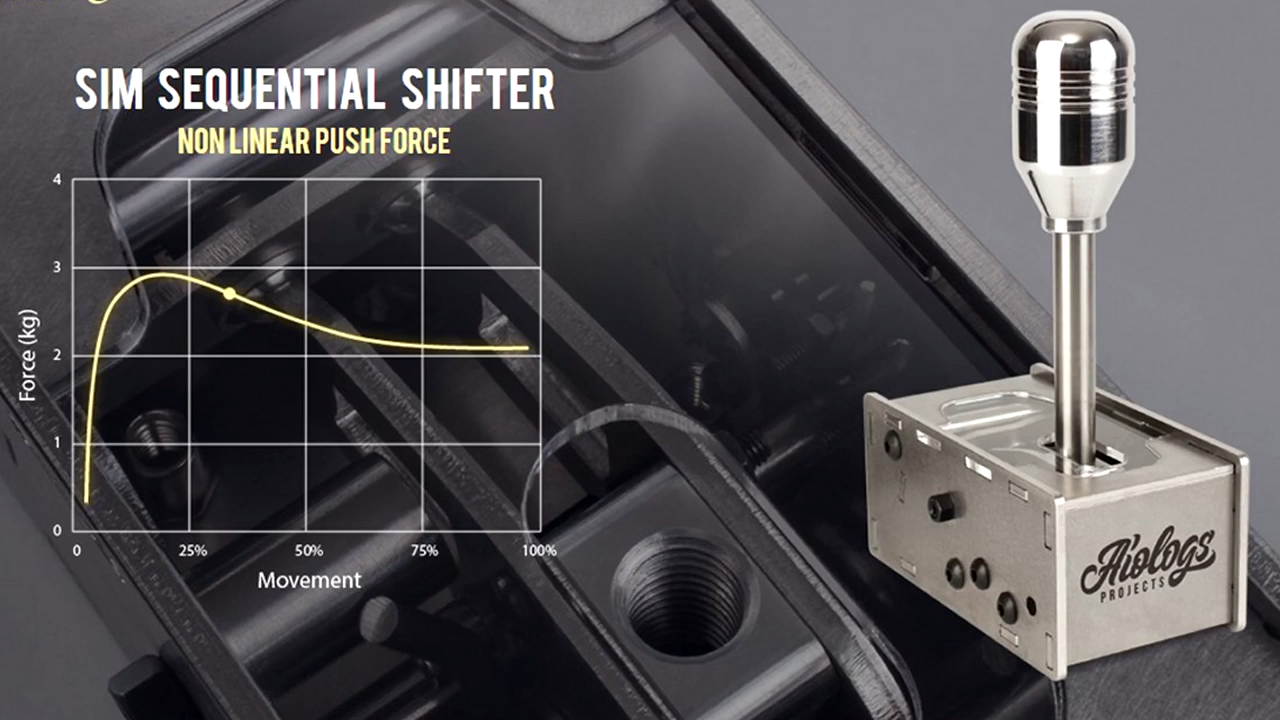 SIM SEQUENTIAL SHIFTER
NON LINEAR PUSH FORCE
4
3
2
1
0
Force (kg)
0 25% 50% 75% 100%
Movement
Aiologs
PROJECTS